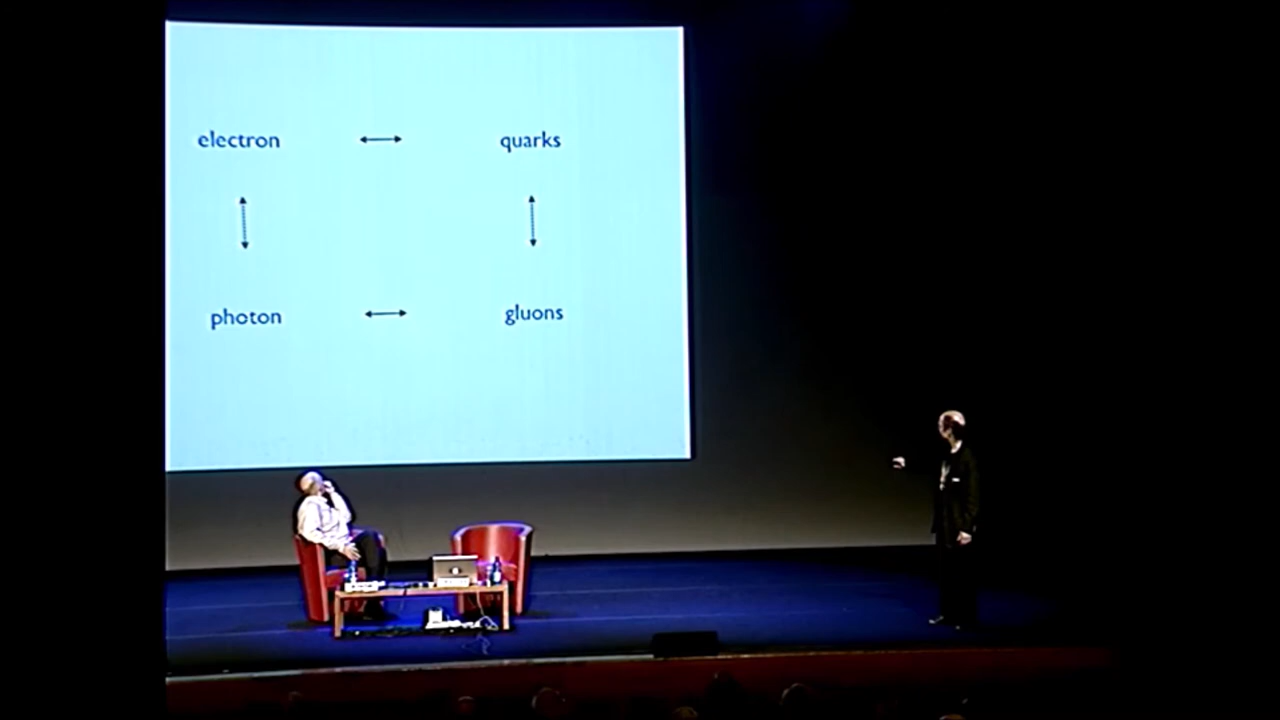 electron ↔ quarks
↕ ↕
photon ↔ gluons